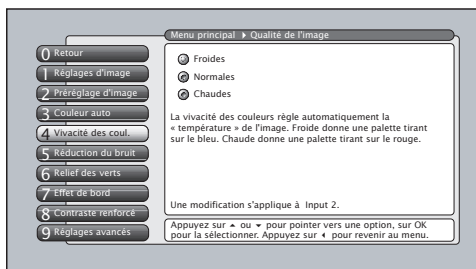 Menu principal ▸ Qualité de l'image
0 Retour
1 Réglages d'image
2 Préréglage d'image
3 Couleur auto
4 Vivacité des coul.
5 Réduction du bruit
6 Relief des verts
7 Effet de bord
8 Contraste renforcé
9 Réglages avancés
Froides
Normales
Chaudes
La vivacité des couleurs règle automatiquement la
« température » de l'image. Froide donne une palette tirant
sur le bleu. Chaude donne une palette tirant sur le rouge.
Une modification s'applique à Input 2.
Appuyez sur ▴ ou ▾ pour pointer vers une option, sur OK
pour la sélectionner. Appuyez sur ◂ pour revenir au menu.